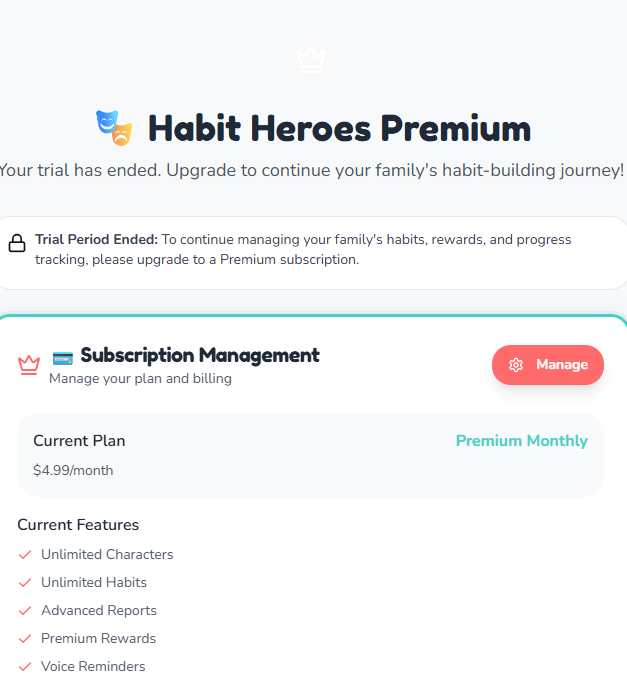 Habit Heroes Premium
Your trial has ended. Upgrade to continue your family's habit-building journey!
Trial Period Ended: To continue managing your family's habits, rewards, and progress
tracking, please upgrade to a Premium subscription.
Subscription Management
Manage your plan and billing
Manage
Current Plan
Premium Monthly
$4.99/month
Current Features
Unlimited Characters
Unlimited Habits
Advanced Reports
Premium Rewards
Voice Reminders